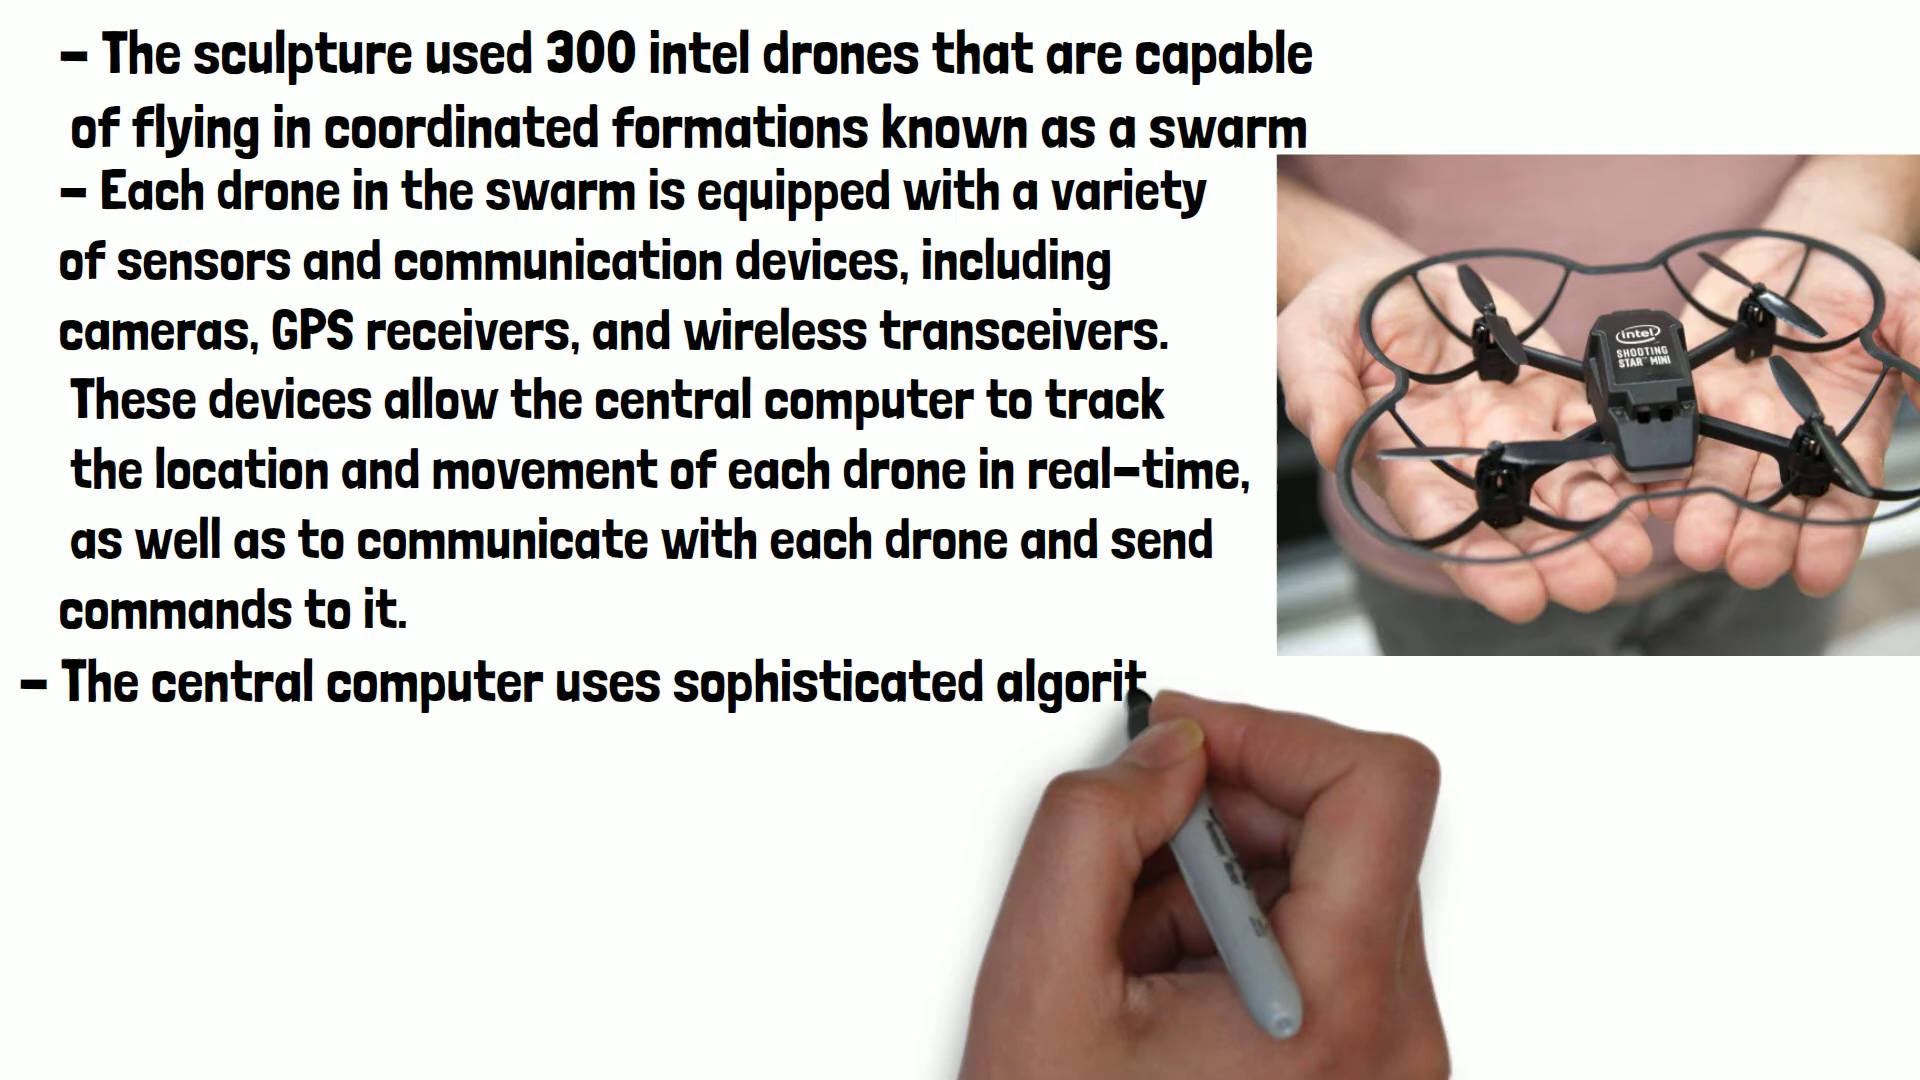 - The sculpture used 300 intel drones that are capable
of flying in coordinated formations known as a swarm
- Each drone in the swarm is equipped with a variety
of sensors and communication devices, including
cameras, GPS receivers, and wireless transceivers.
These devices allow the central computer to track
the location and movement of each drone in real-time,
as well as to communicate with each drone and send
commands to it.
- The central computer uses sophisticated algorit
intel
SHOOTING
STAR™ MINI